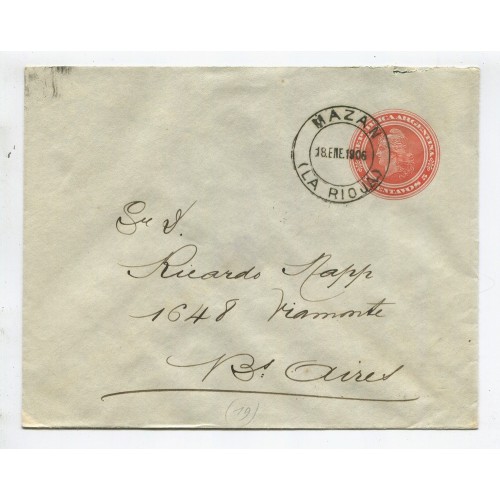 MAZAN
18.ENE.1906
(LA RIOJA)
REPUBLICA ARGENTINA
CENTAVOS 5
Sr D.
Ricardo Napp
1648 Viamonte
Bs Aires
(19)